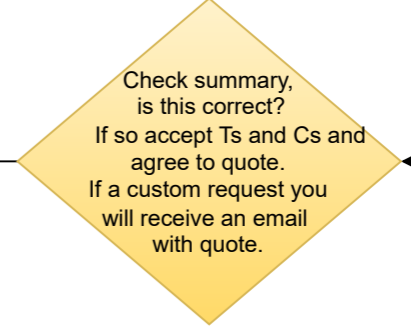 Check summary,
is this correct?
If so accept Ts and Cs and
agree to quote.
If a custom request you
will receive an email
with quote.